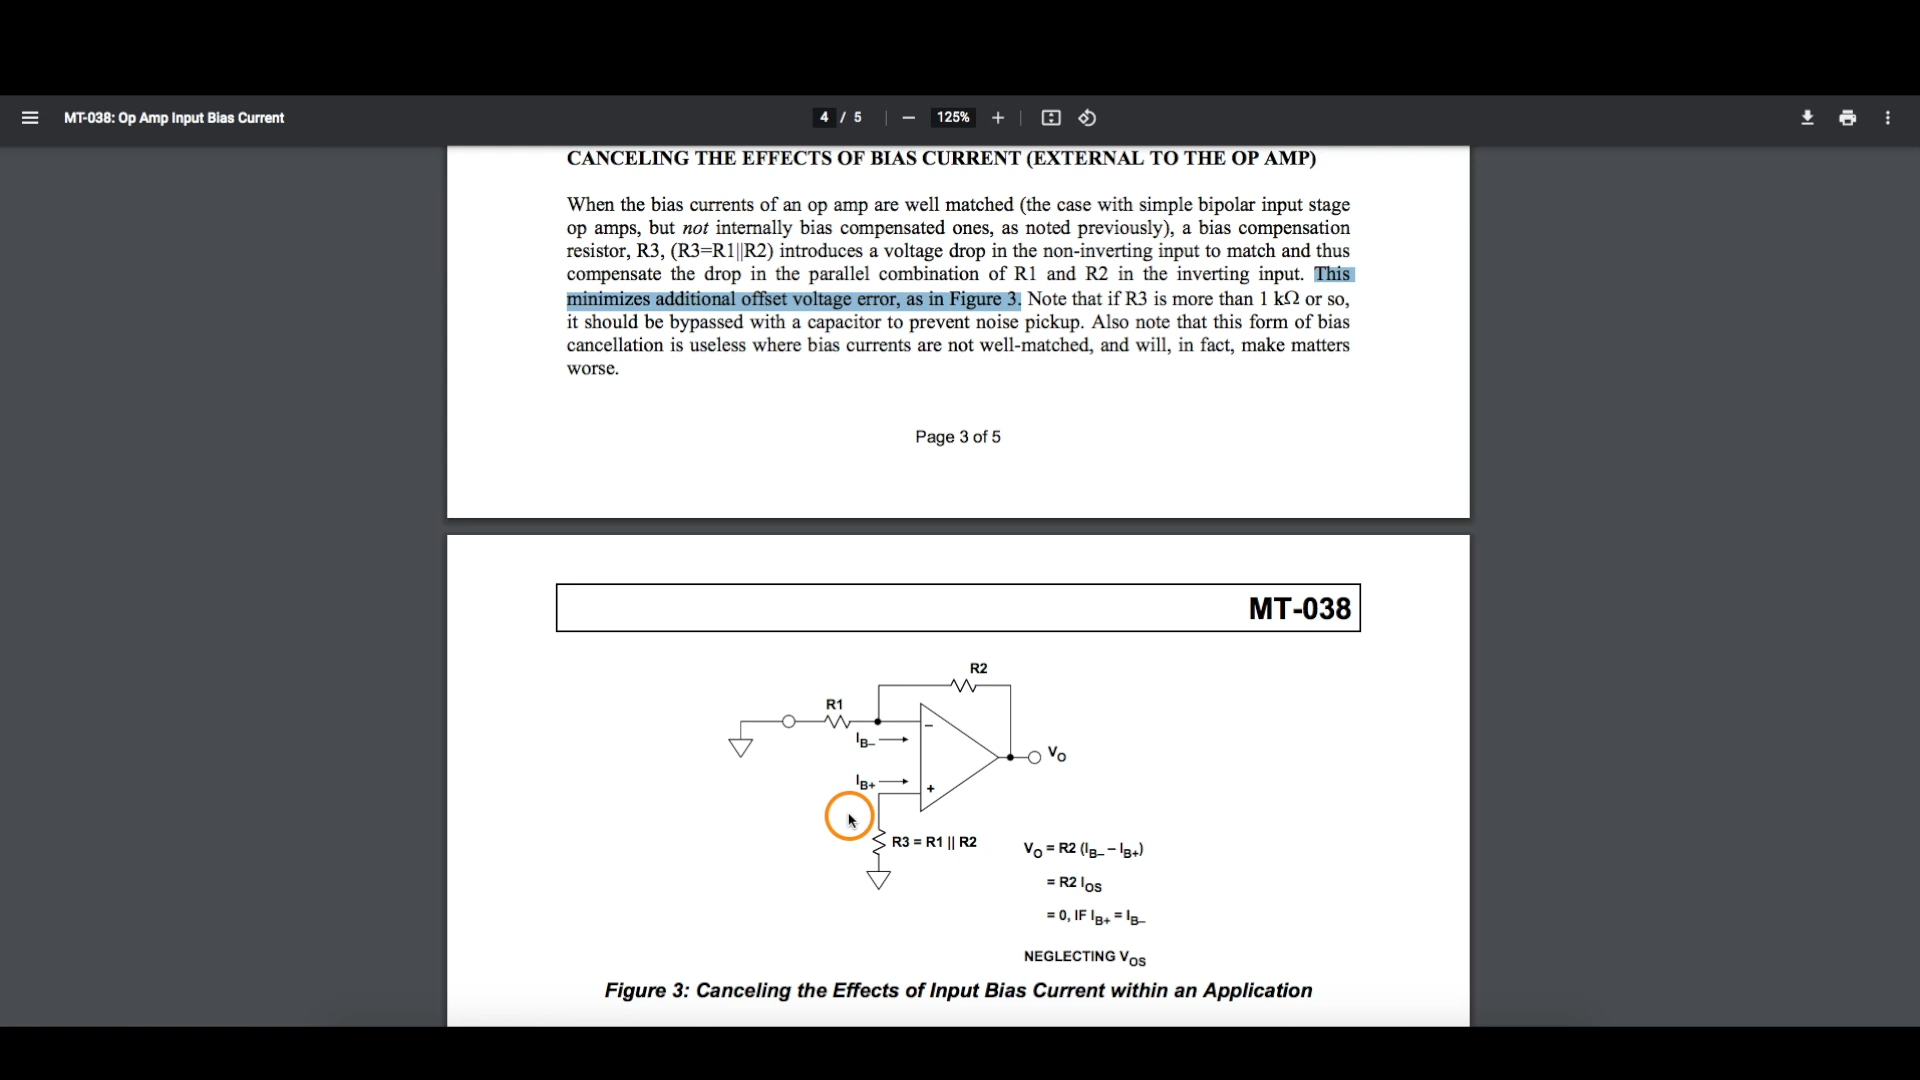 MT-038: Op Amp Input Bias Current
4 / 5
125%
CANCELING THE EFFECTS OF BIAS CURRENT (EXTERNAL TO THE OP AMP)
When the bias currents of an op amp are well matched (the case with simple bipolar input stage
op amps, but not internally bias compensated ones, as noted previously), a bias compensation
resistor, R3, (R3=R1||R2) introduces a voltage drop in the non-inverting input to match and thus
compensate the drop in the parallel combination of R1 and R2 in the inverting input. This
minimizes additional offset voltage error, as in Figure 3. Note that if R3 is more than 1 kΩ or so,
it should be bypassed with a capacitor to prevent noise pickup. Also note that this form of bias
cancellation is useless where bias currents are not well-matched, and will, in fact, make matters
worse.
Page 3 of 5
MT-038
R2
R1
IB–
–
VO
IB+
+
R3 = R1 || R2
VO = R2 (IB– – IB+)
= R2 IOS
= 0, IF IB+ = IB–
NEGLECTING VOS
Figure 3: Canceling the Effects of Input Bias Current within an Application